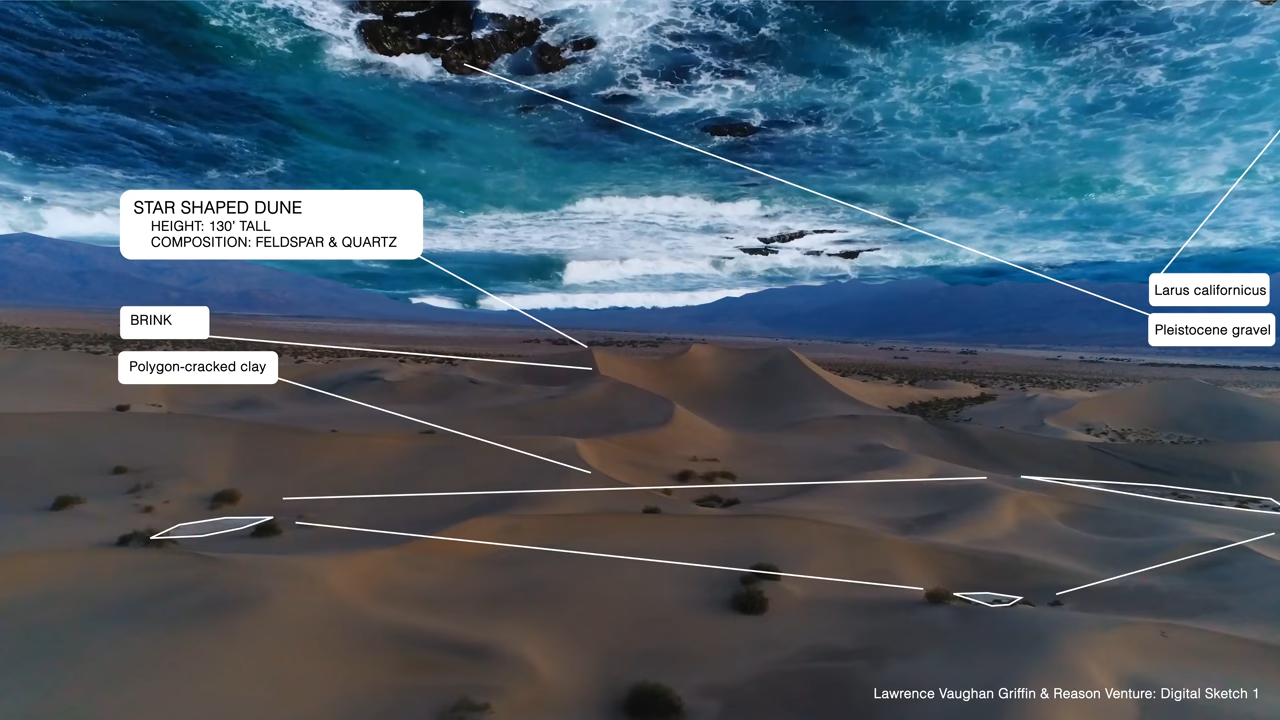 STAR SHAPED DUNE
HEIGHT: 130' TALL
COMPOSITION: FELDSPAR & QUARTZ
BRINK
Polygon-cracked clay
Larus californicus
Pleistocene gravel
Lawrence Vaughan Griffin & Reason Venture: Digital Sketch 1